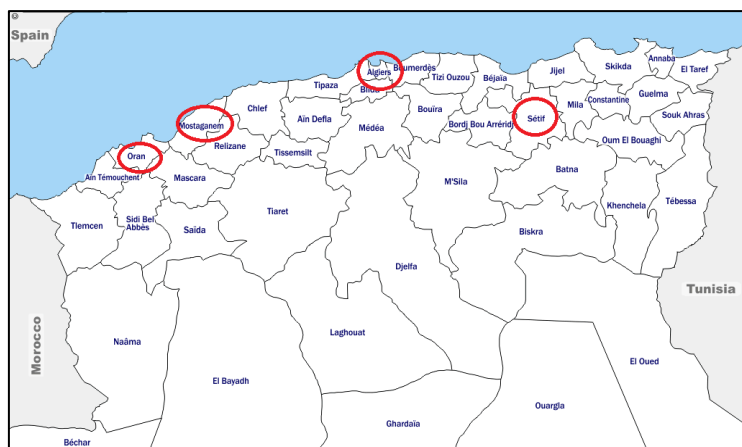 Spain
Algiers
Boumerdès
Tizi Ouzou
Béjaïa
Jijel
Skikda
Annaba
El Taref
Tipaza
Blida
Chlef
Aïn Defla
Médéa
Bouïra
Bordj Bou Arréridj
Sétif
Mila
Constantine
Guelma
Souk Ahras
Mostaganem
Relizane
Tissemsilt
Oum El Bouaghi
Oran
Aïn Témouchent
Mascara
M'Sila
Batna
Khenchela
Tébessa
Tlemcen
Sidi Bel
Abbès
Saïda
Tiaret
Biskra
Djelfa
Tunisia
Morocco
Naâma
Laghouat
El Bayadh
El Oued
Ouargla
Ghardaïa
Béchar